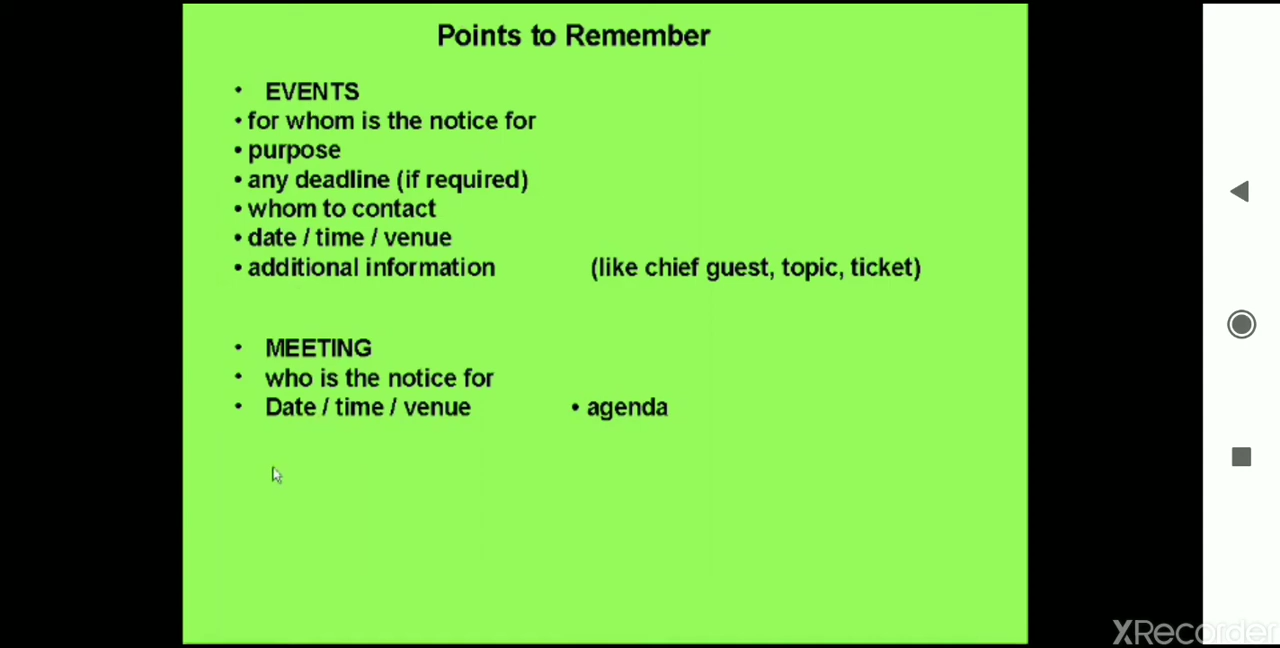 Points to Remember
• EVENTS
• for whom is the notice for
• purpose
• any deadline (if required)
• whom to contact
• date / time / venue
• additional information (like chief guest, topic, ticket)
• MEETING
• who is the notice for
• Date / time / venue • agenda
XRecorder